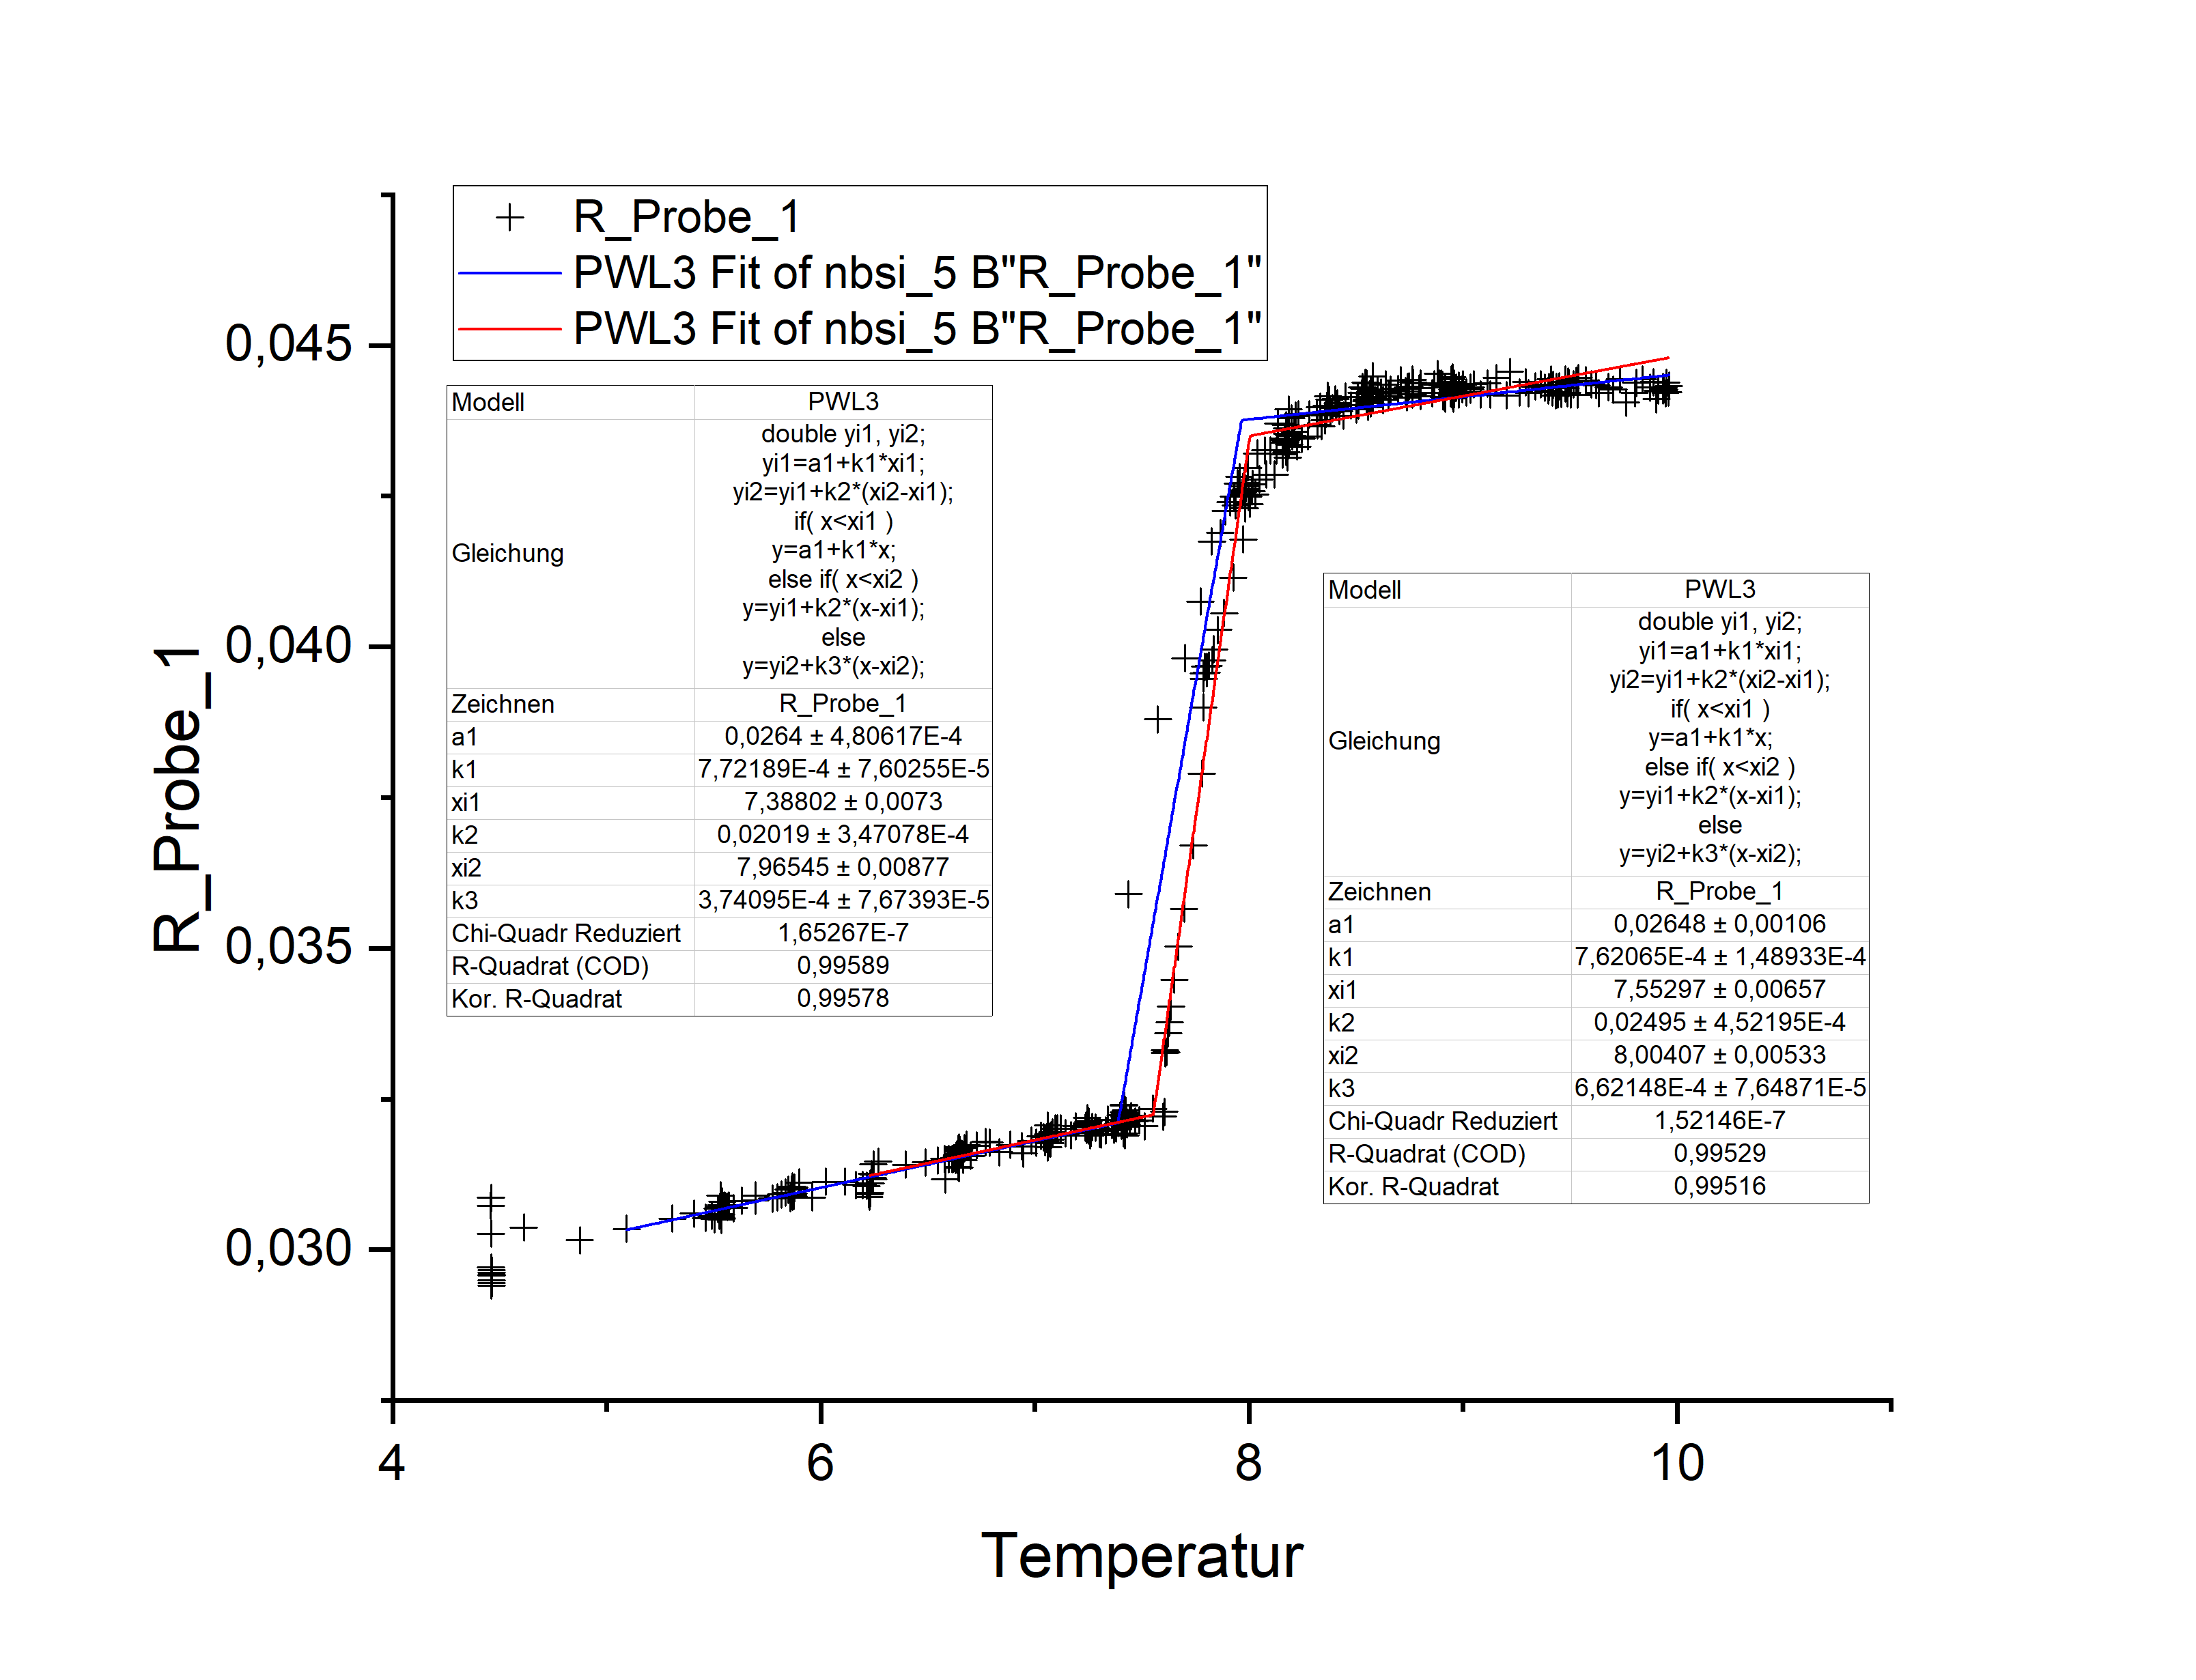 R_Probe_1
PWL3 Fit of nbsi_5 B"R_Probe_1"
PWL3 Fit of nbsi_5 B"R_Probe_1"
0,045
0,040
0,035
0,030
R_Probe_1
Modell PWL3
Gleichung
double yi1, yi2;
yi1=a1+k1*xi1;
yi2=yi1+k2*(xi2-xi1);
if( x<xi1 )
y=a1+k1*x;
else if( x<xi2 )
y=yi1+k2*(x-xi1);
else
y=yi2+k3*(x-xi2);
Zeichnen R_Probe_1
a1 0,0264 ± 4,80617E-4
k1 7,72189E-4 ± 7,60255E-5
xi1 7,38802 ± 0,0073
k2 0,02019 ± 3,47078E-4
xi2 7,96545 ± 0,00877
k3 3,74095E-4 ± 7,67393E-5
Chi-Quadr Reduziert 1,65267E-7
R-Quadrat (COD) 0,99589
Kor. R-Quadrat 0,99578
Modell PWL3
Gleichung
double yi1, yi2;
yi1=a1+k1*xi1;
yi2=yi1+k2*(xi2-xi1);
if( x<xi1 )
y=a1+k1*x;
else if( x<xi2 )
y=yi1+k2*(x-xi1);
else
y=yi2+k3*(x-xi2);
Zeichnen R_Probe_1
a1 0,02648 ± 0,00106
k1 7,62065E-4 ± 1,48933E-4
xi1 7,55297 ± 0,00657
k2 0,02495 ± 4,52195E-4
xi2 8,00407 ± 0,00533
k3 6,62148E-4 ± 7,64871E-5
Chi-Quadr Reduziert 1,52146E-7
R-Quadrat (COD) 0,99529
Kor. R-Quadrat 0,99516
4 6 8 10
Temperatur